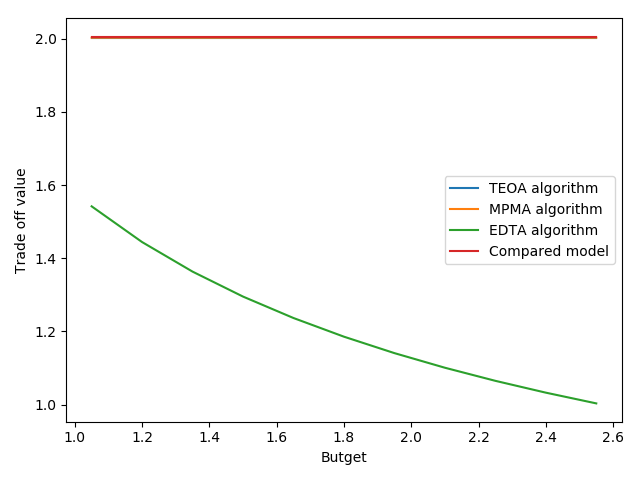 2.0
1.8
1.6
1.4
1.2
1.0
Trade off value
TEOA algorithm
MPMA algorithm
EDTA algorithm
Compared model
1.0 1.2 1.4 1.6 1.8 2.0 2.2 2.4 2.6
Butget